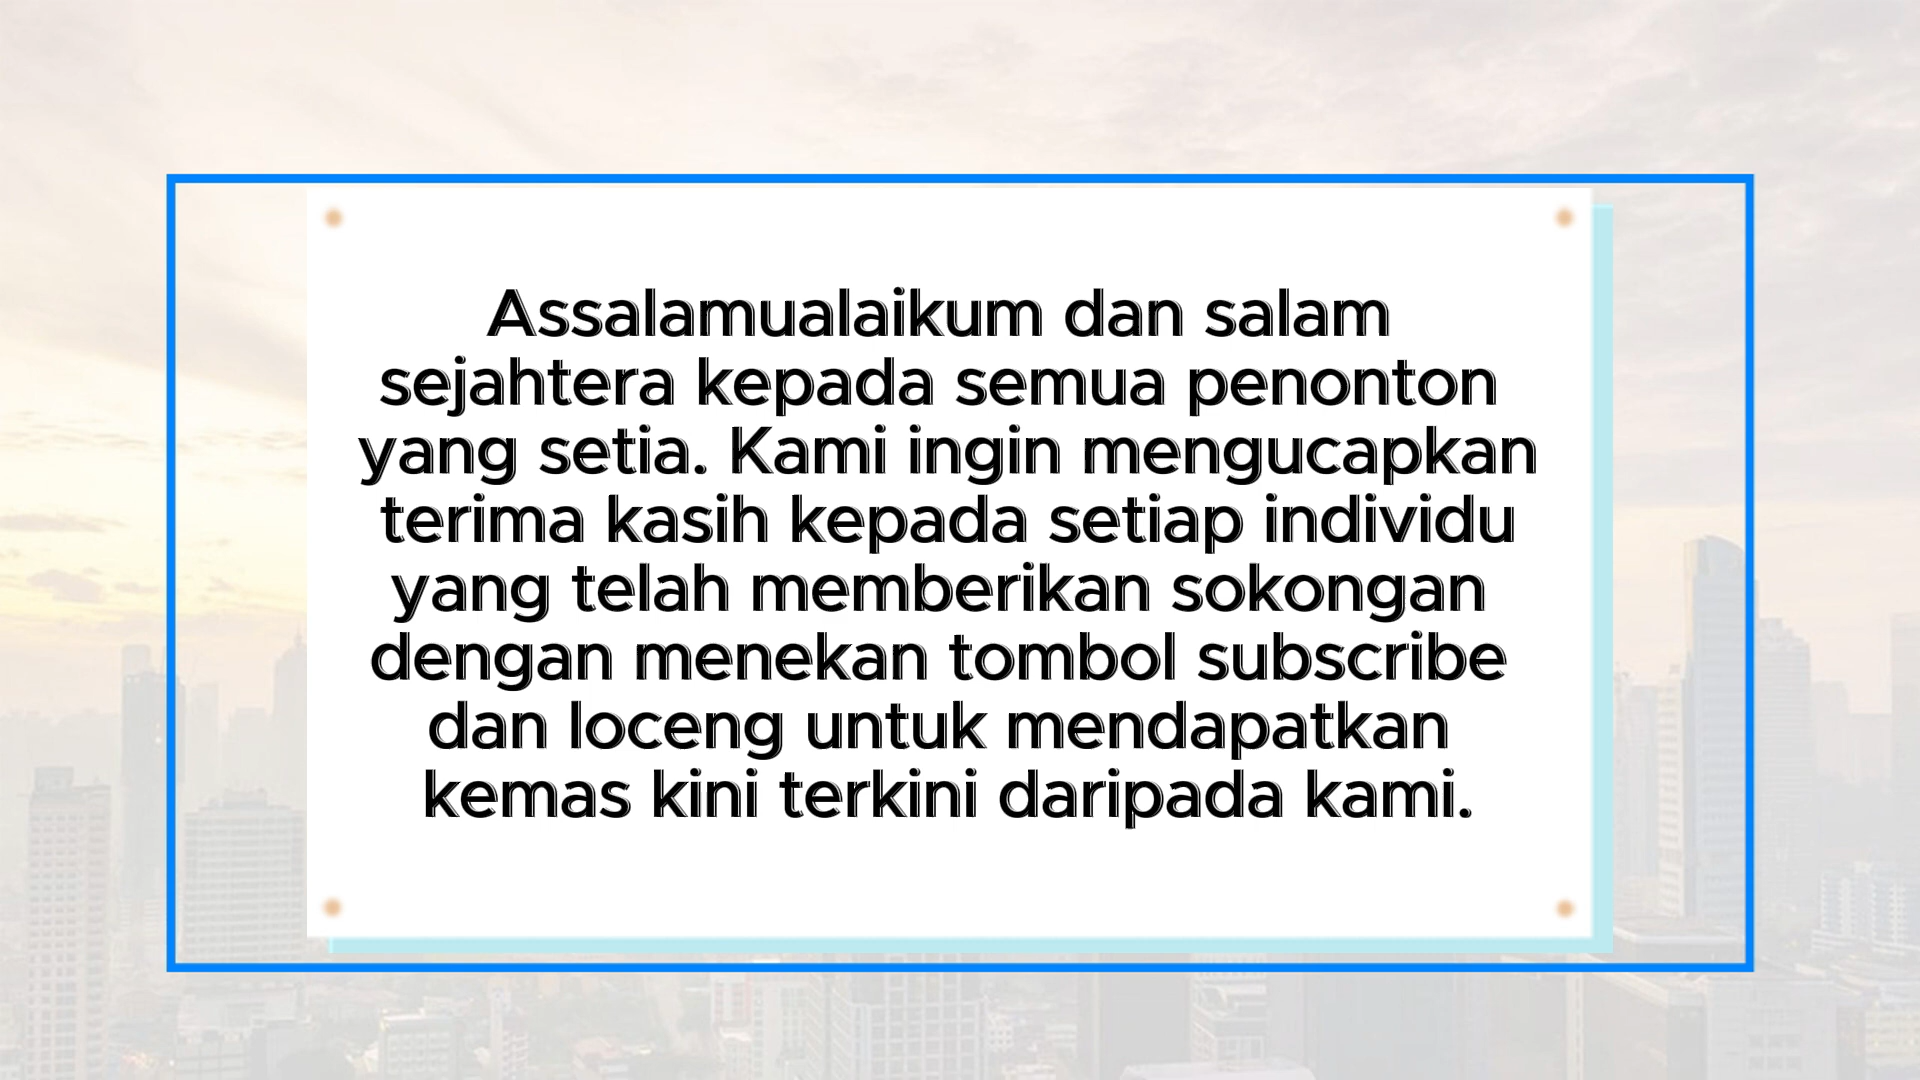 Assalamualaikum dan salam
sejahtera kepada semua penonton
yang setia. Kami ingin mengucapkan
terima kasih kepada setiap individu
yang telah memberikan sokongan
dengan menekan tombol subscribe
dan loceng untuk mendapatkan
kemas kini terkini daripada kami.